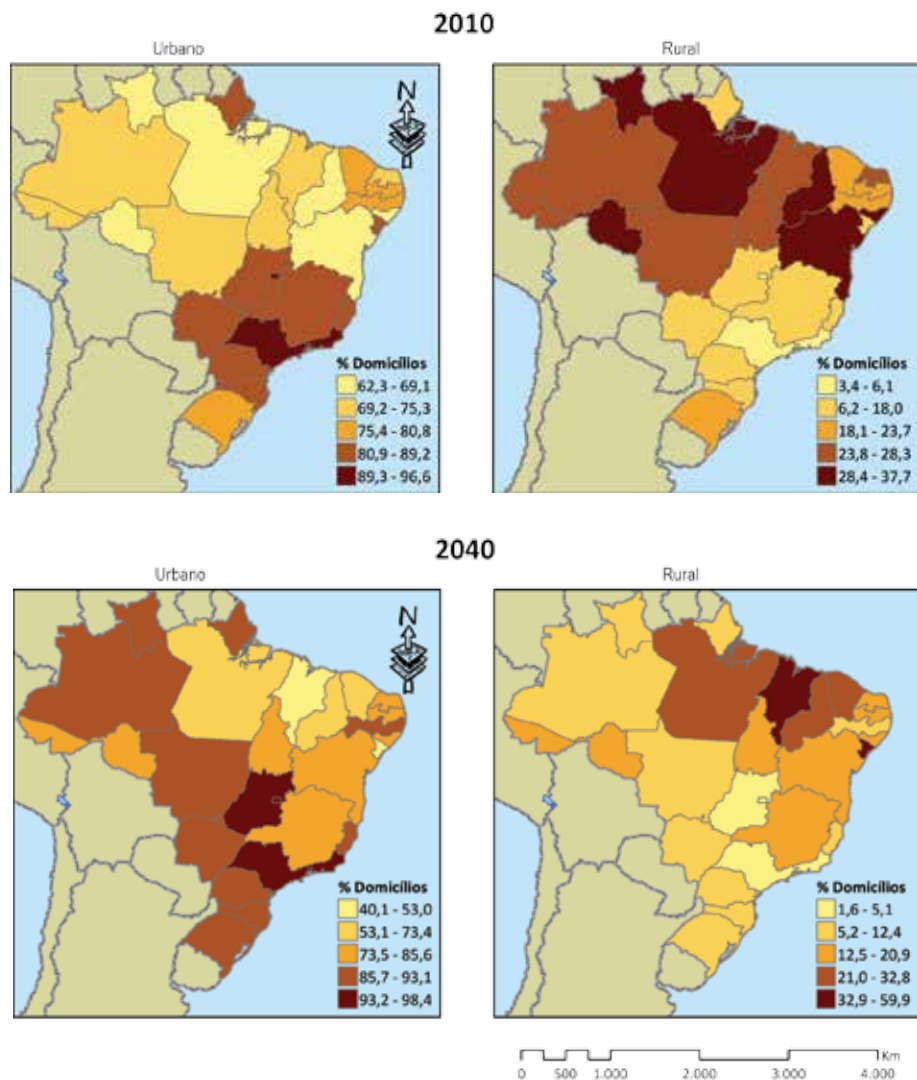 2010
Urbano
Rural
N
% Domicílios
62,3 - 69,1
69,2 - 75,3
75,4 - 80,8
80,9 - 89,2
89,3 - 96,6
% Domicílios
3,4 - 6,1
6,2 - 18,0
18,1 - 23,7
23,8 - 28,3
28,4 - 37,7
2040
Urbano
Rural
N
% Domicílios
40,1 - 53,0
53,1 - 73,4
73,5 - 85,6
85,7 - 93,1
93,2 - 98,4
% Domicílios
1,6 - 5,1
5,2 - 12,4
12,5 - 20,9
21,0 - 32,8
32,9 - 59,9
Km
0 500 1.000 2.000 3.000 4.000